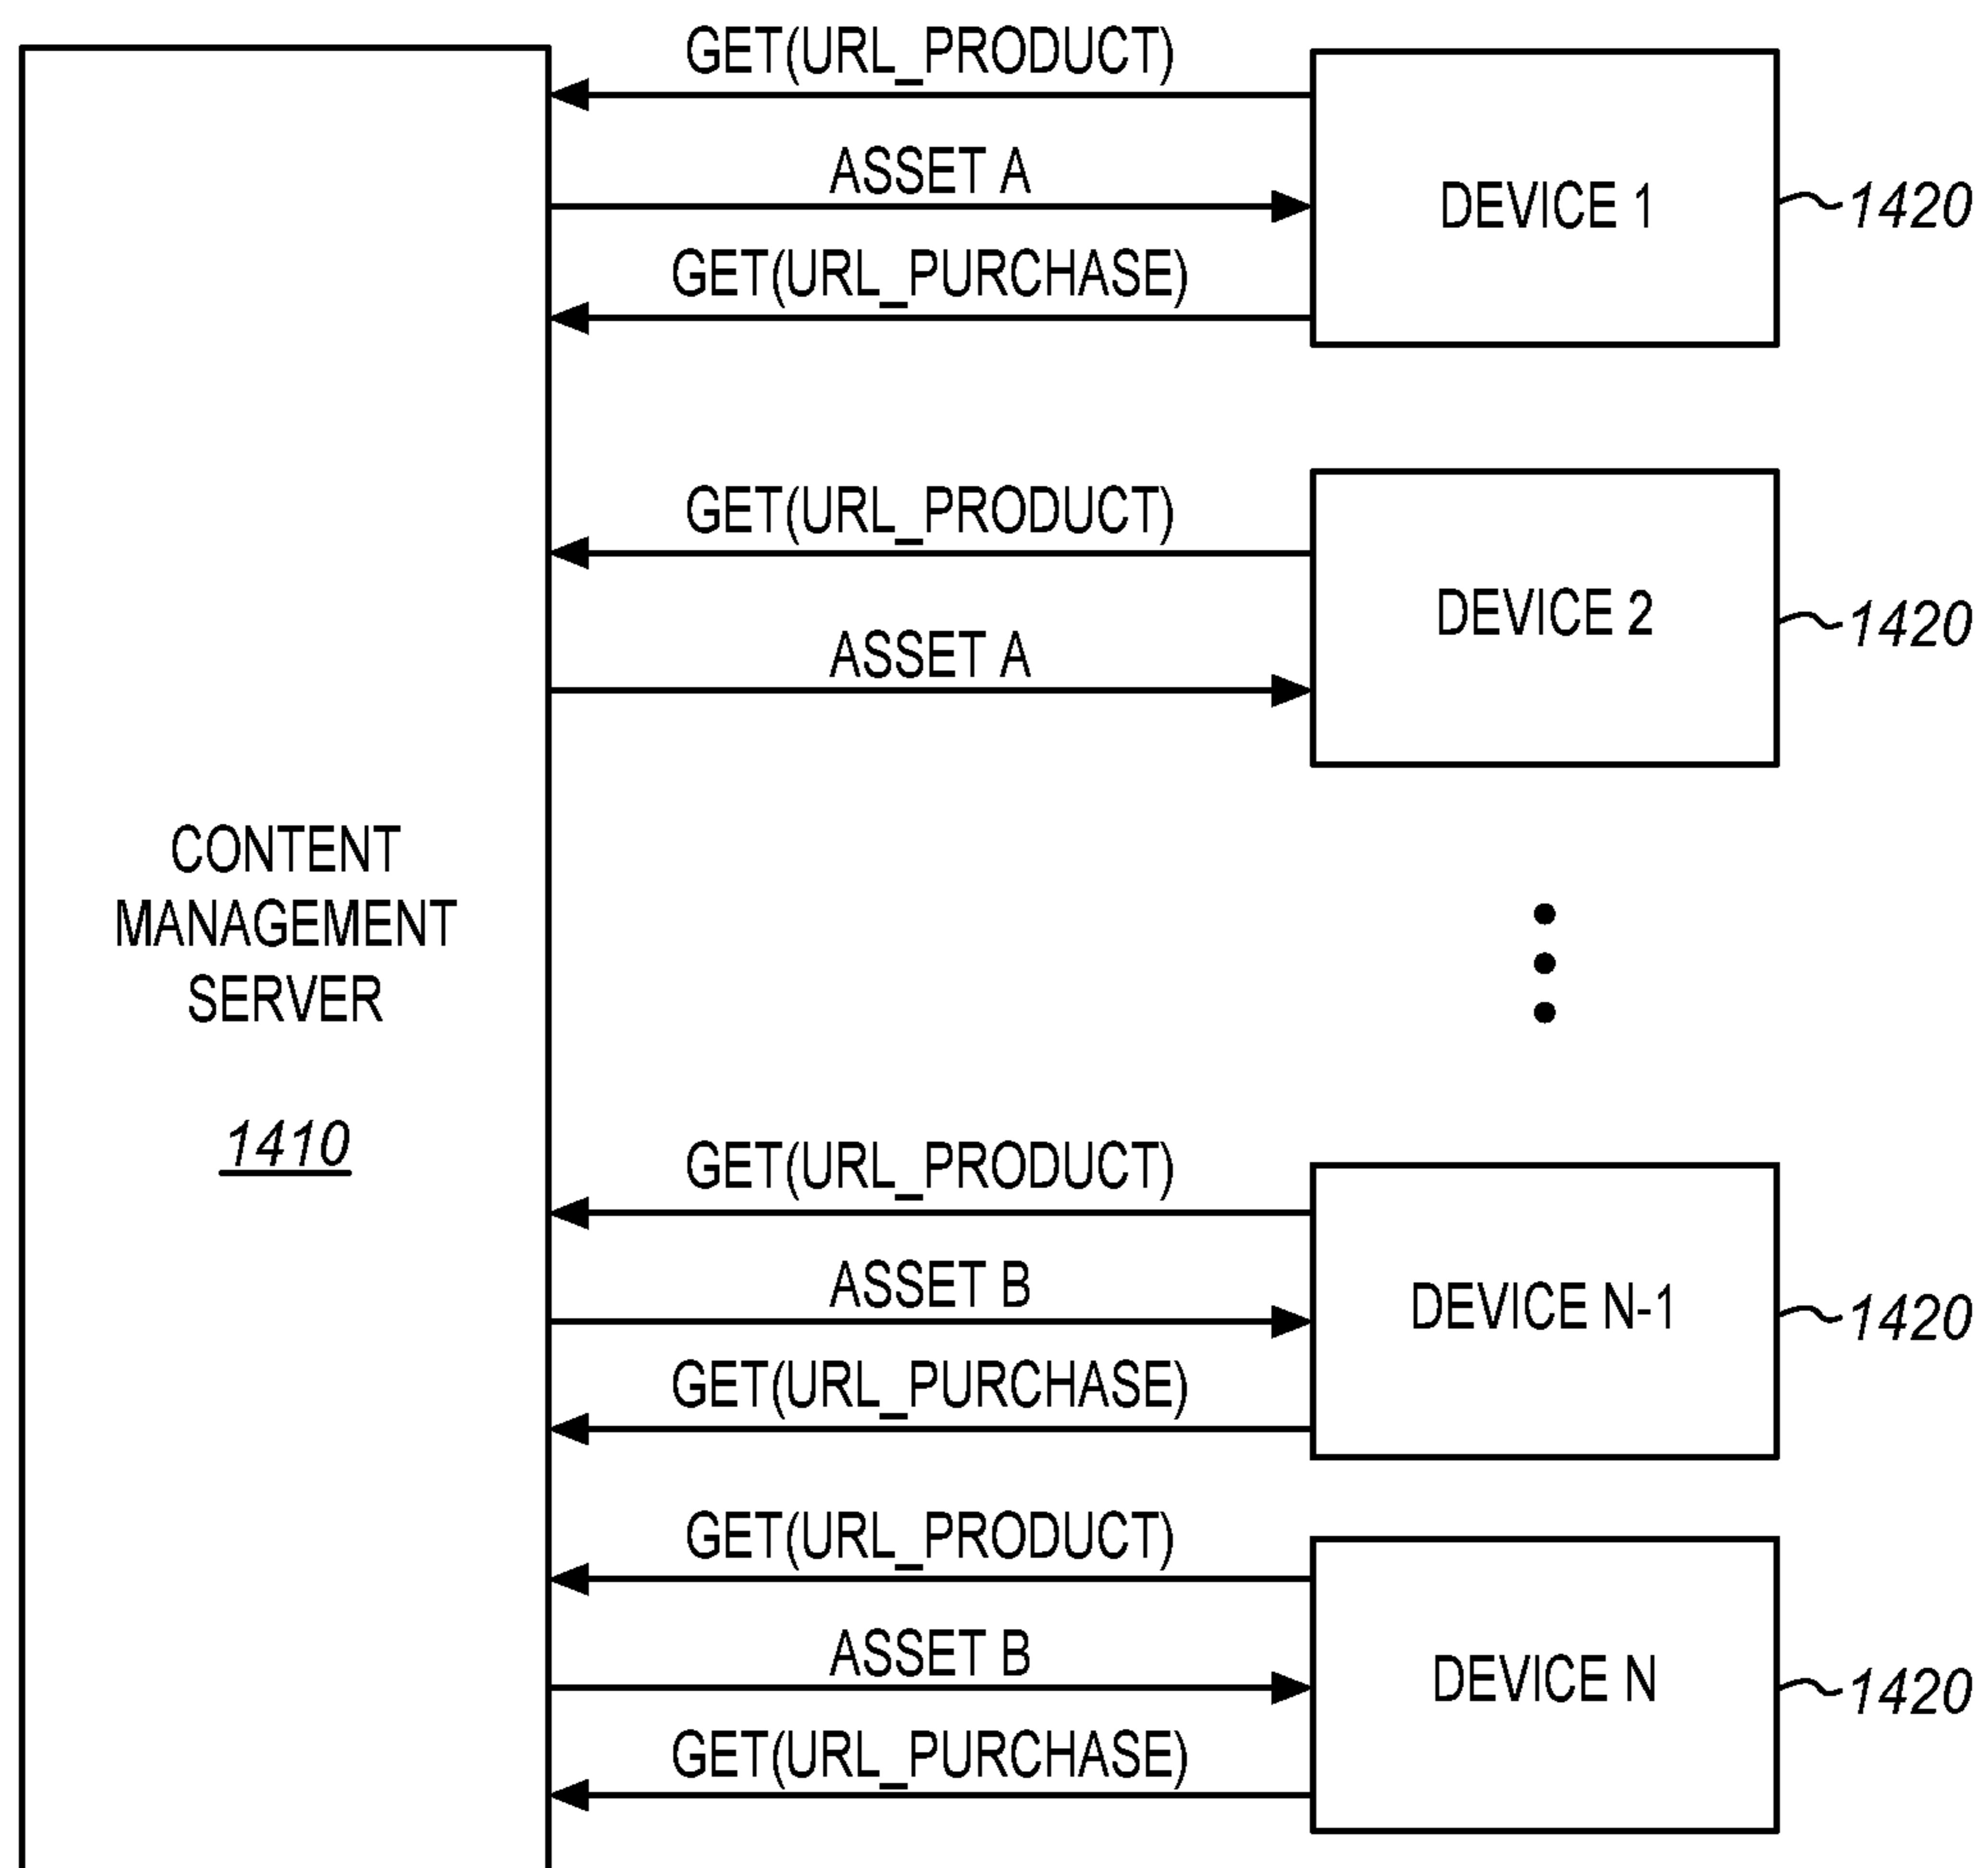 GET(URL_PRODUCT)
ASSET A
GET(URL_PURCHASE)
DEVICE 1
1420
GET(URL_PRODUCT)
ASSET A
DEVICE 2
1420
CONTENT
MANAGEMENT
SERVER
1410
GET(URL_PRODUCT)
ASSET B
GET(URL_PURCHASE)
DEVICE N-1
1420
GET(URL_PRODUCT)
ASSET B
GET(URL_PURCHASE)
DEVICE N
1420